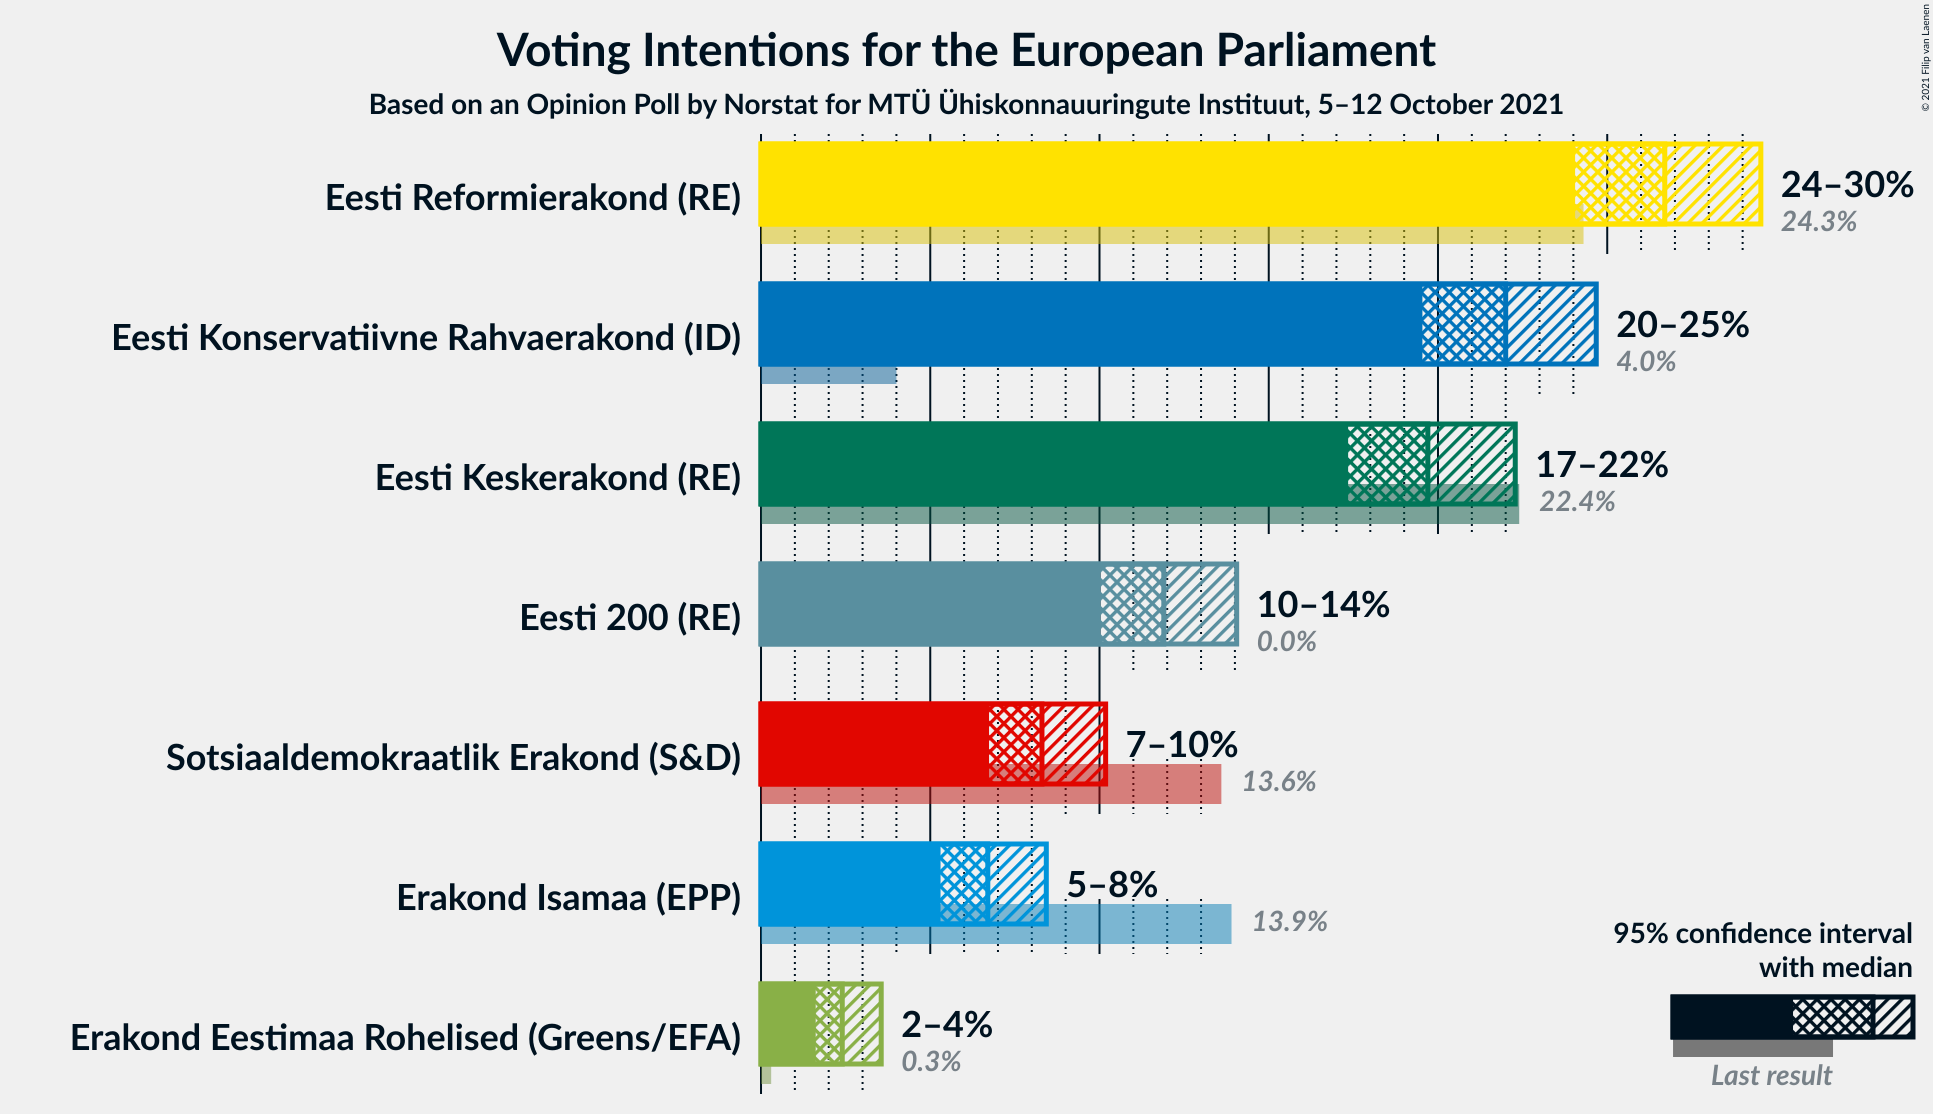 Voting Intentions for the European Parliament
Based on an Opinion Poll by Norstat for MTÜ Ühiskonnauuringute Instituut, 5–12 October 2021
© 2021 Filip van Laenen
Eesti Reformierakond (RE)
24–30%
24.3%
Eesti Konservatiivne Rahvaerakond (ID)
20–25%
4.0%
Eesti Keskerakond (RE)
17–22%
22.4%
Eesti 200 (RE)
10–14%
0.0%
Sotsiaaldemokraatlik Erakond (S&D)
7–10%
13.6%
Erakond Isamaa (EPP)
5–8%
13.9%
Erakond Eestimaa Rohelised (Greens/EFA)
2–4%
0.3%
95% confidence interval
with median
Last result